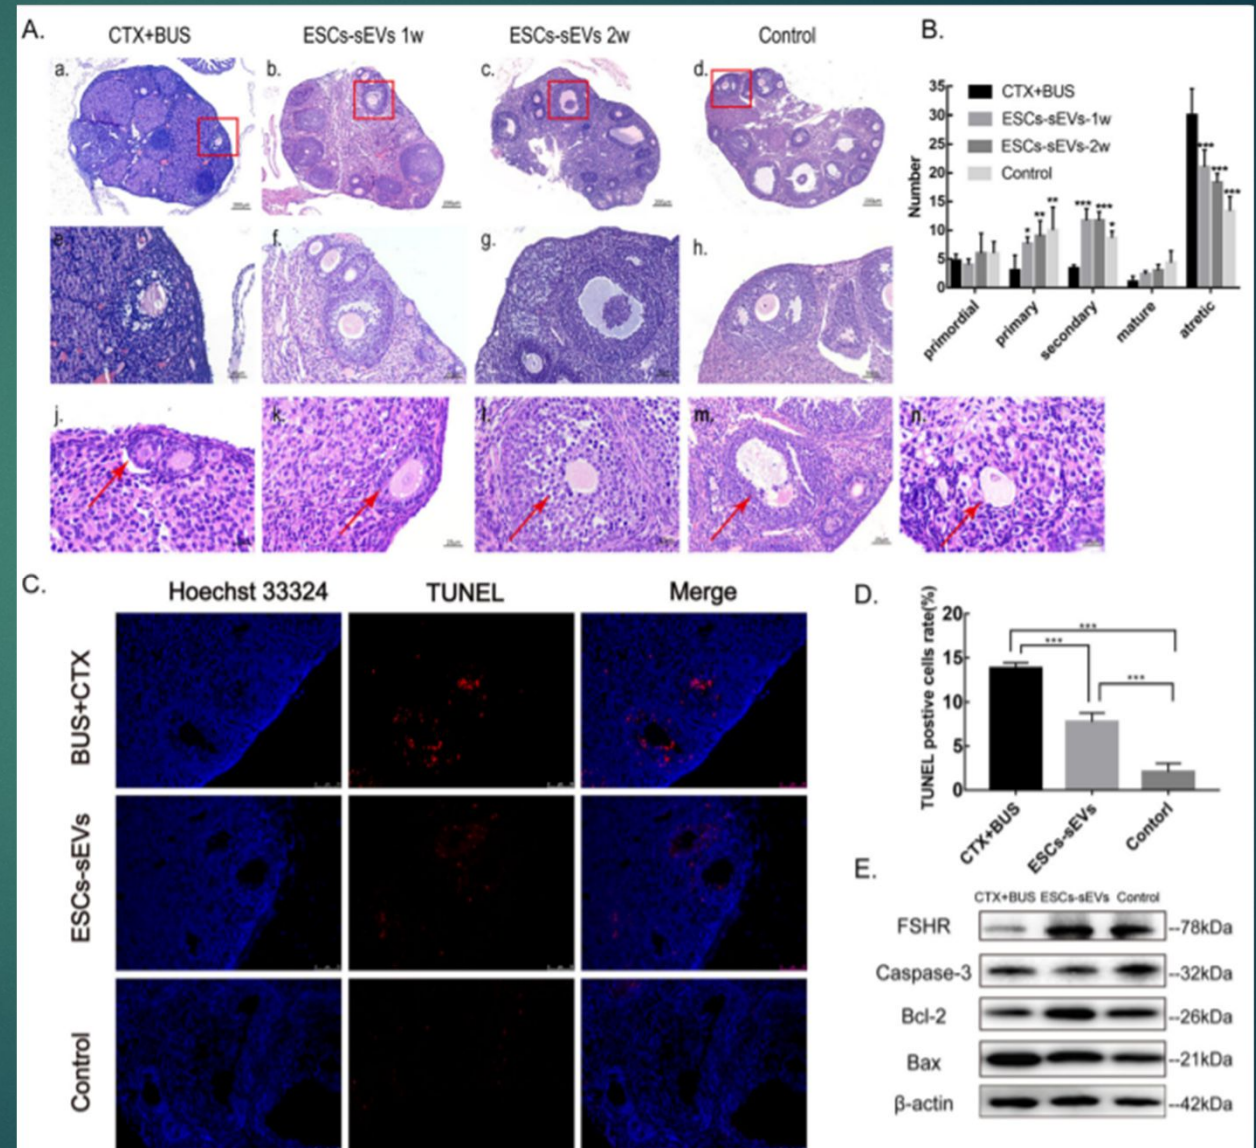 A.
CTX+BUS
ESCs-sEVs 1w
ESCs-sEVs 2w
Control
a.
b.
c.
d.
e.
f.
g.
h.
j.
k.
l.
m.
n.
B.
Number
35
30
25
20
15
10
5
0
CTX+BUS
ESCs-sEVs-1w
ESCs-sEVs-2w
Control
*
**
**
***
***
*
***
***
***
primordial
primary
secondary
mature
atretic
C.
Hoechst 33324
TUNEL
Merge
BUS+CTX
ESCs-sEVs
Control
D.
TUNEL postive cells rate(%)
20
15
10
5
0
***
***
***
CTX+BUS
ESCs-sEVs
Contorl
E.
CTX+BUS ESCs-sEVs Control
FSHR --78kDa
Caspase-3 --32kDa
Bcl-2 --26kDa
Bax --21kDa
β-actin --42kDa